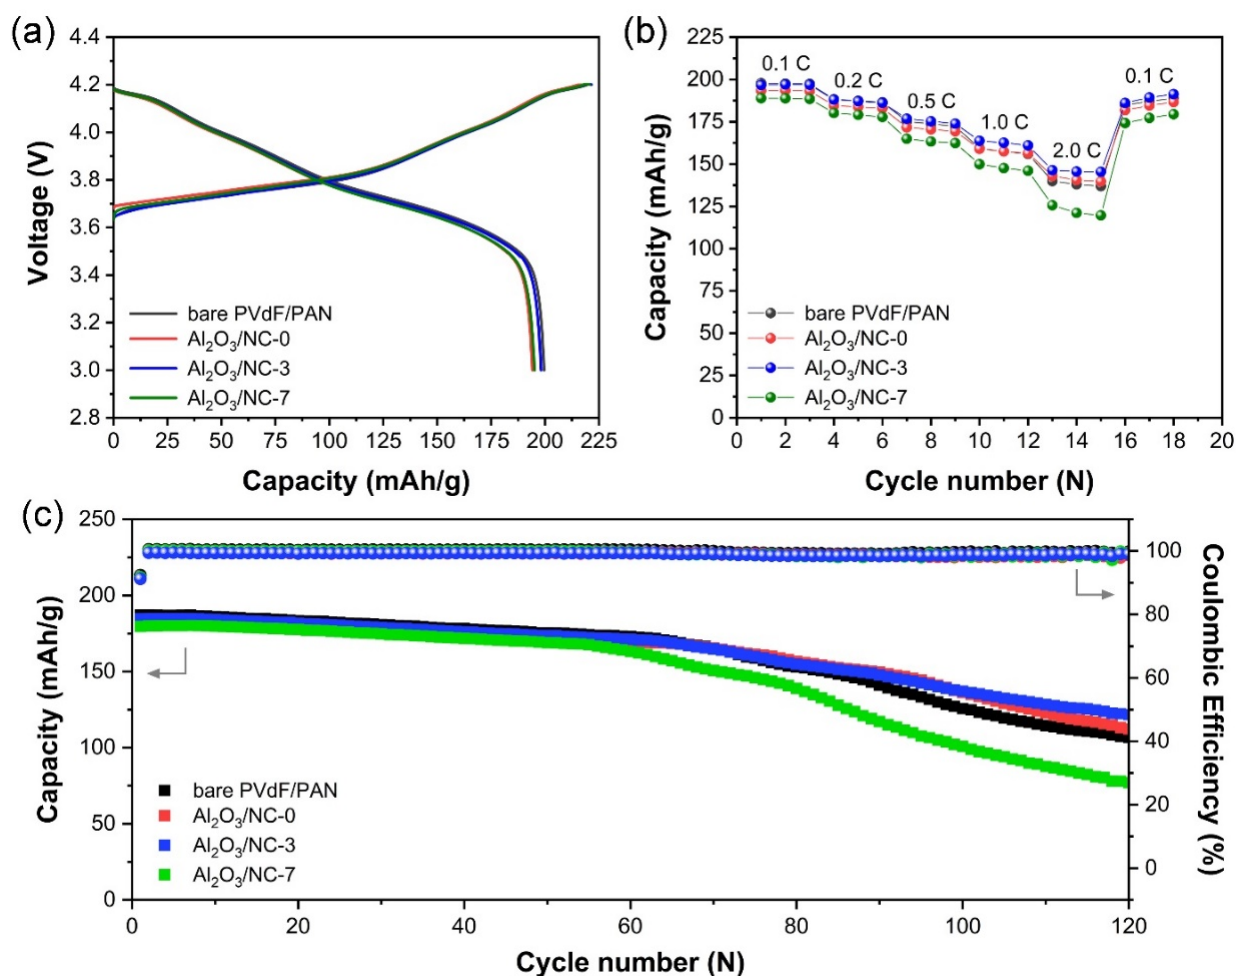 (a)
4.4
4.2
4.0
3.8
3.6
3.4
3.2
3.0
2.8
Voltage (V)
bare PVdF/PAN
Al₂O₃/NC-0
Al₂O₃/NC-3
Al₂O₃/NC-7
0 25 50 75 100 125 150 175 200 225
Capacity (mAh/g)
(b)
225
200
175
150
125
100
75
50
25
0
Capacity (mAh/g)
0.1 C
0.2 C
0.5 C
1.0 C
2.0 C
0.1 C
bare PVdF/PAN
Al₂O₃/NC-0
Al₂O₃/NC-3
Al₂O₃/NC-7
0 2 4 6 8 10 12 14 16 18 20
Cycle number (N)
(c)
250
200
150
100
50
0
Capacity (mAh/g)
bare PVdF/PAN
Al₂O₃/NC-0
Al₂O₃/NC-3
Al₂O₃/NC-7
100
80
60
40
20
0
Coulombic Efficiency (%)
0 20 40 60 80 100 120
Cycle number (N)